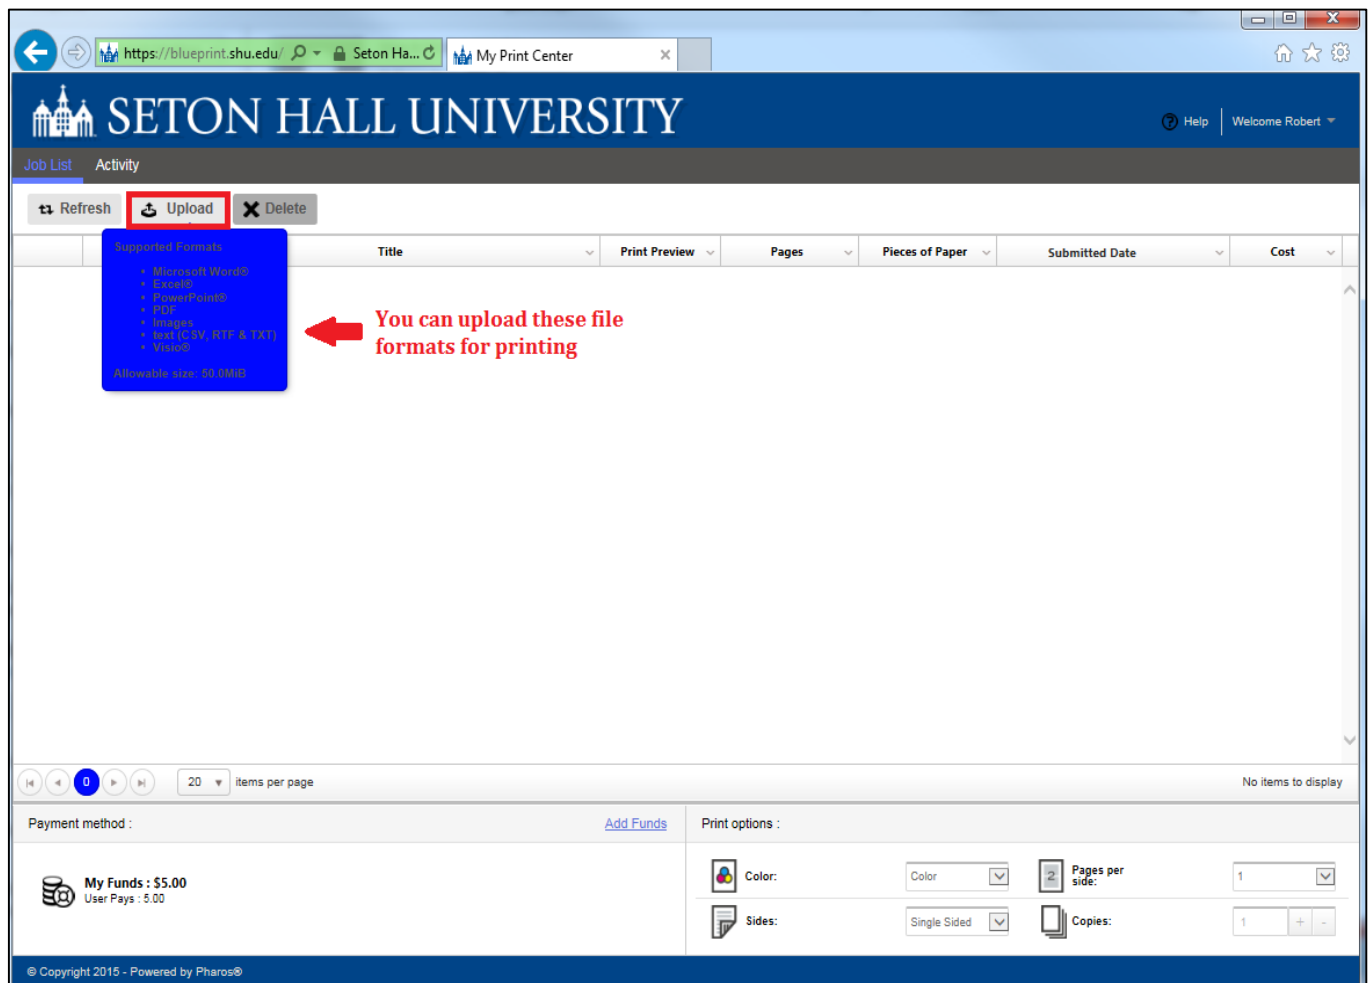 https://blueprint.shu.edu/ Seton Ha... My Print Center
SETON HALL UNIVERSITY
Help Welcome Robert
Job List Activity
Refresh Upload Delete
Title Print Preview Pages Pieces of Paper Submitted Date Cost
Supported Formats
• Microsoft Word®
• Excel®
• PowerPoint®
• PDF
• Images
• text (CSV, RTF & TXT)
• Visio®
Allowable size: 50.0MiB
You can upload these file
formats for printing
0 20 items per page No items to display
Payment method : Add Funds Print options :
My Funds : $5.00
User Pays : 5.00
Color: Color 2 Pages per
side: 1
Sides: Single Sided Copies: 1 + -
© Copyright 2015 - Powered by Pharos®